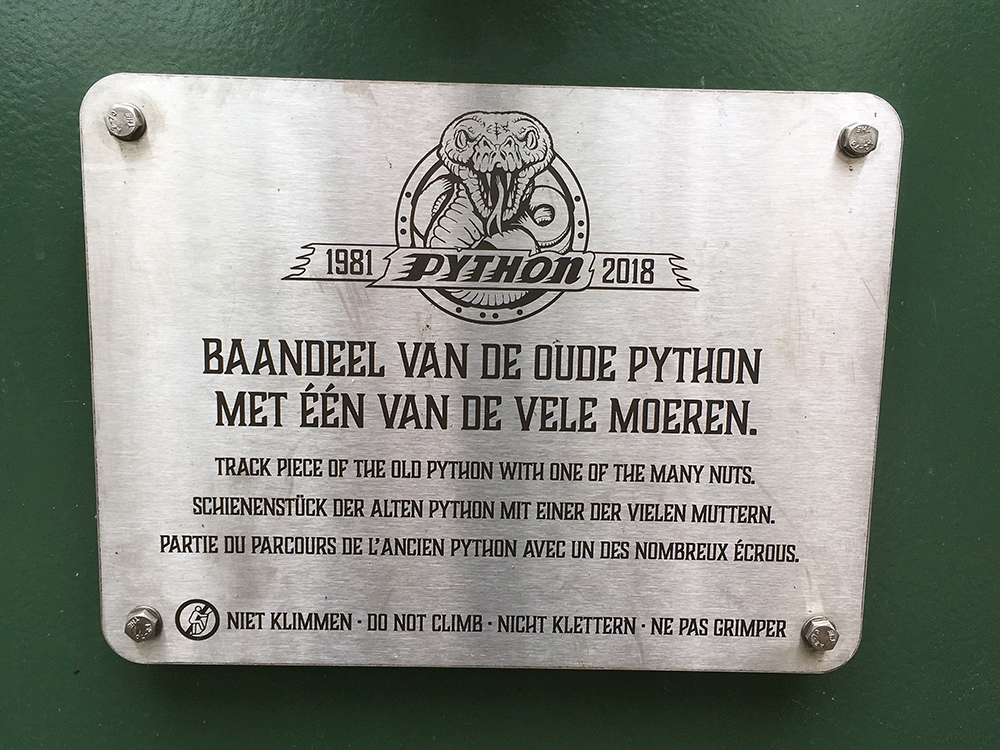 1981 PYTHON 2018
BAANDEEL VAN DE OUDE PYTHON
MET ÉÉN VAN DE VELE MOEREN.
TRACK PIECE OF THE OLD PYTHON WITH ONE OF THE MANY NUTS.
SCHIENENSTÜCK DER ALTEN PYTHON MIT EINER DER VIELEN MUTTERN.
PARTIE DU PARCOURS DE L'ANCIEN PYTHON AVEC UN DES NOMBREUX ÉCROUS.
NIET KLIMMEN · DO NOT CLIMB · NICHT KLETTERN · NE PAS GRIMPER